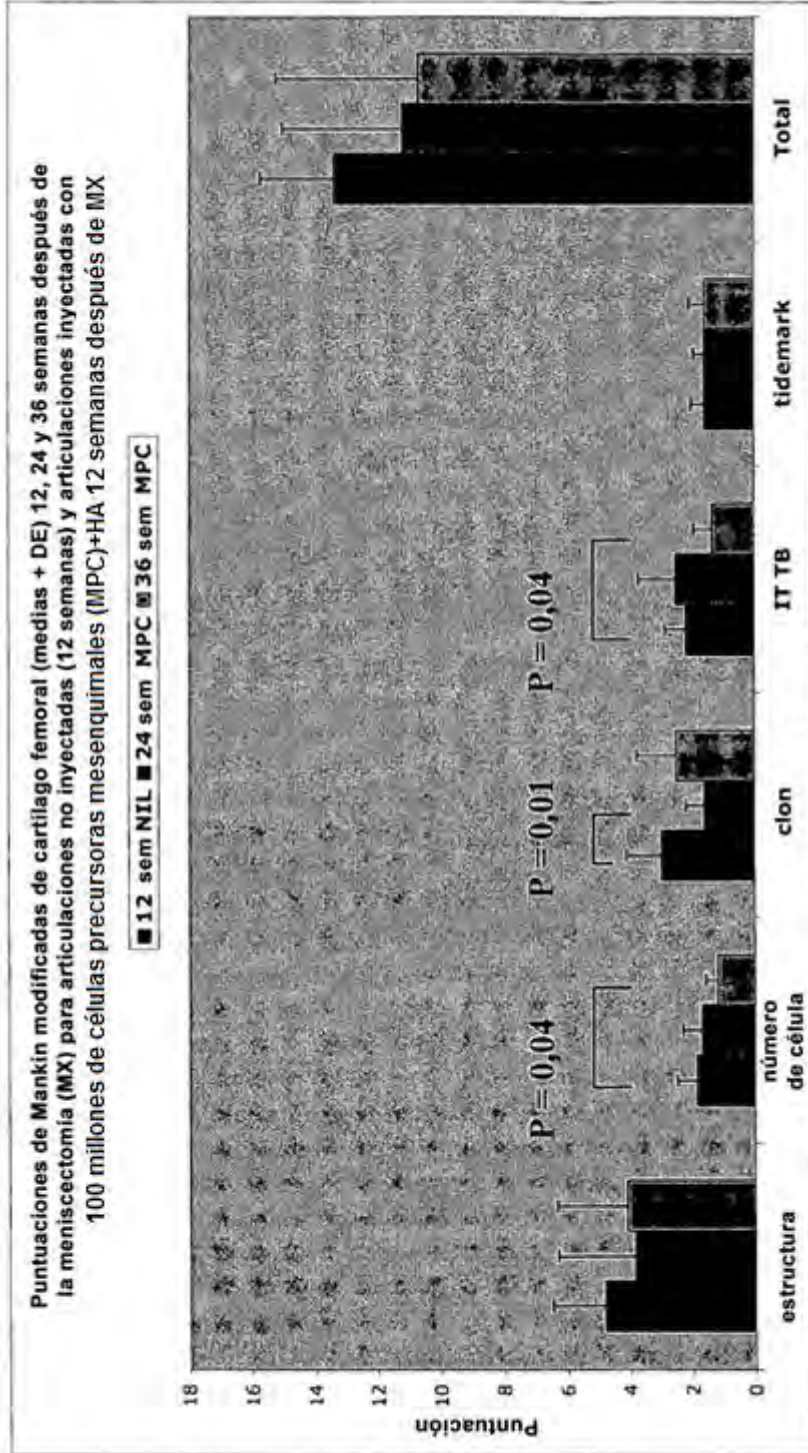 Puntuaciones de Mankin modificadas de cartílago femoral (medias + DE) 12, 24 y 36 semanas después de
la meniscectomía (MX) para articulaciones no inyectadas (12 semanas) y articulaciones inyectadas con
100 millones de células precursoras mesenquimales (MPC)+HA 12 semanas después de MX
■ 12 sem NIL ■ 24 sem MPC ■ 36 sem MPC
Puntuación
18
16
14
12
10
8
6
4
2
0
P = 0,04
P = 0,01
P = 0,04
estructura
número
de célula
clon
IT TB
tidemark
Total